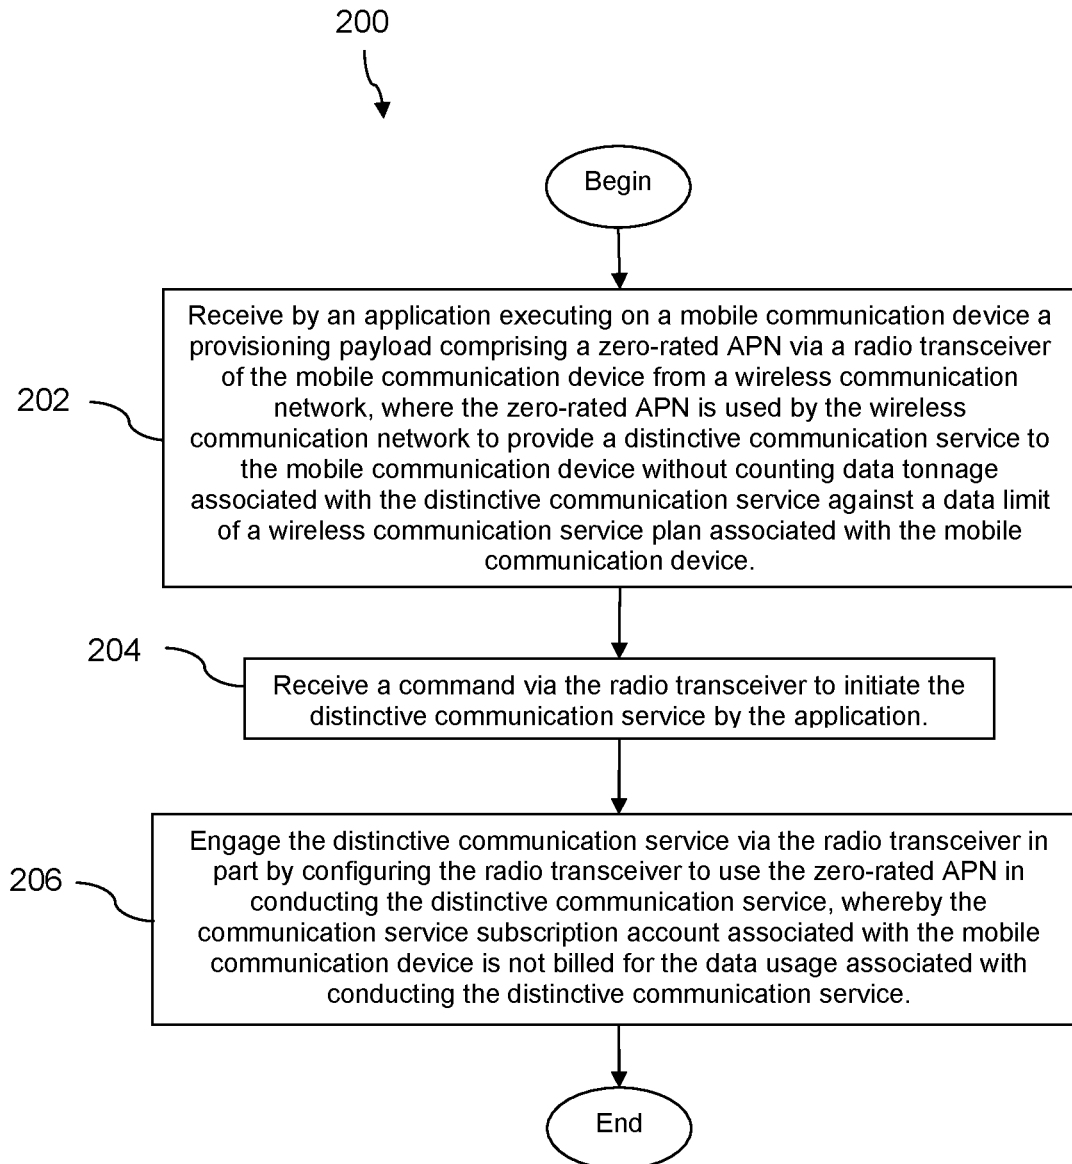 200
Begin
202
Receive by an application executing on a mobile communication device a
provisioning payload comprising a zero-rated APN via a radio transceiver
of the mobile communication device from a wireless communication
network, where the zero-rated APN is used by the wireless
communication network to provide a distinctive communication service to
the mobile communication device without counting data tonnage
associated with the distinctive communication service against a data limit
of a wireless communication service plan associated with the mobile
communication device.
204
Receive a command via the radio transceiver to initiate the
distinctive communication service by the application.
206
Engage the distinctive communication service via the radio transceiver in
part by configuring the radio transceiver to use the zero-rated APN in
conducting the distinctive communication service, whereby the
communication service subscription account associated with the mobile
communication device is not billed for the data usage associated with
conducting the distinctive communication service.
End